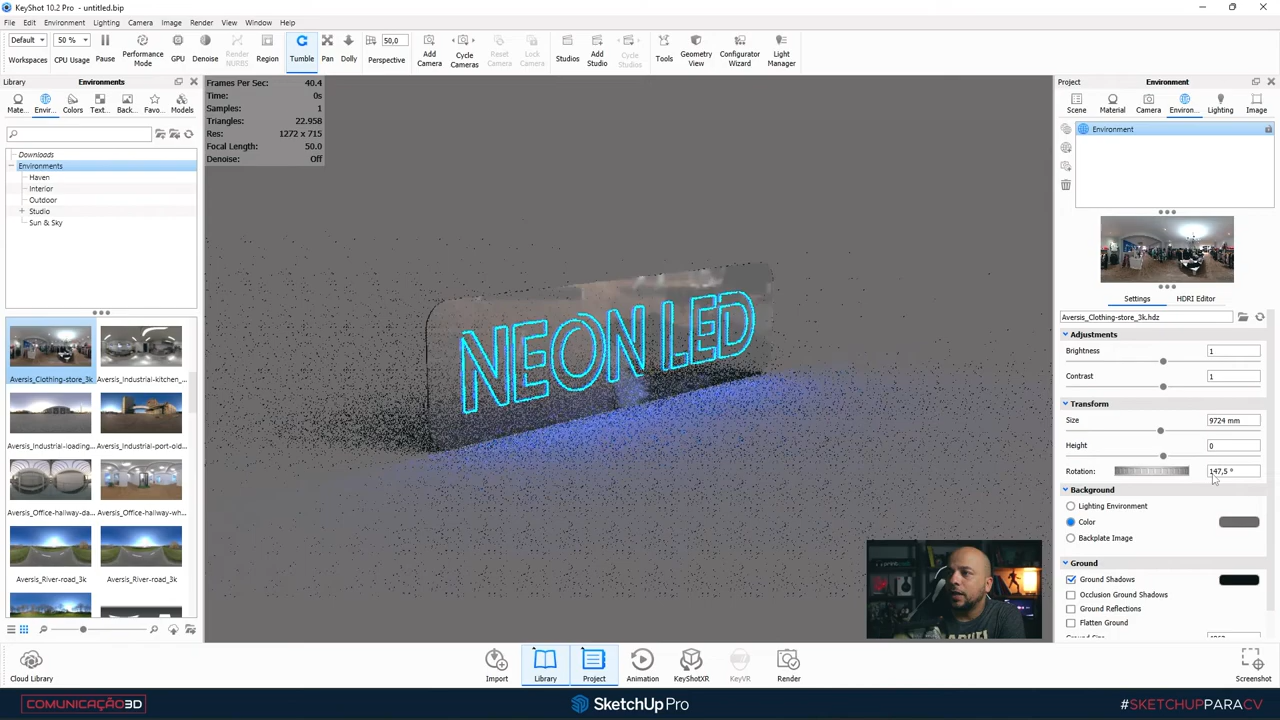 KeyShot 10.2 Pro - untitled.bip
File Edit Environment Lighting Camera Image Render View Window Help
Default 50 % 50,0
Workspaces CPU Usage Pause Performance Mode GPU Denoise Render NURBS Region Tumble Pan Dolly Perspective Add Camera Cycle Cameras Reset Camera Lock Camera Studios Add Studio Cycle Studios Tools Geometry View Configurator Wizard Light Manager
Library Environments
Mate... Envir... Colors Text... Back... Favo... Models
Downloads
Environments
Haven
Interior
Outdoor
Studio
Sun & Sky
Aversis_Clothing-store_3k Aversis_Industrial-kitchen_...
Aversis_Industrial-loading... Aversis_Industrial-port-old...
Aversis_Office-hallway-da... Aversis_Office-hallway-wh...
Aversis_River-road_3k Aversis_River-road_3k
Frames Per Sec: 40.4
Time: 0s
Samples: 1
Triangles: 22.958
Res: 1272 x 715
Focal Length: 50.0
Denoise: Off
NEON LED
Project Environment
Scene Material Camera Environ... Lighting Image
Environment
Settings HDRI Editor
Aversis_Clothing-store_3k.hdz
Adjustments
Brightness 1
Contrast 1
Transform
Size 9724 mm
Height 0
Rotation: 147,5 °
Background
Lighting Environment
Color
Backplate Image
Ground
Ground Shadows
Occlusion Ground Shadows
Ground Reflections
Flatten Ground
Cloud Library Import Library Project Animation KeyShotXR KeyVR Render Screenshot
COMUNICAÇÃO3D SketchUp Pro #SKETCHUPPARACV